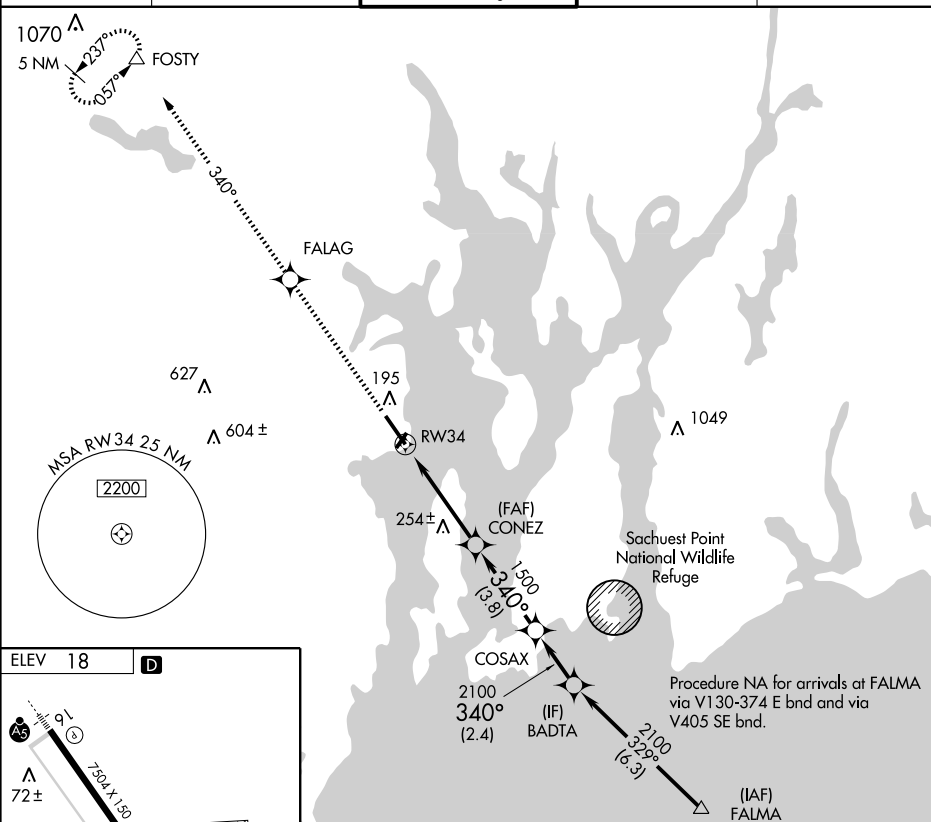 1070
5 NM
237°
057°
FOSTY
340°
FALAG
627
604 ±
195
RW34
1049
MSA RW34 25 NM
2200
254 ±
(FAF)
CONEZ
1500
340°
(3.8)
Sachuest Point
National Wildlife
Refuge
COSAX
2100
340°
(2.4)
(IF)
BADTA
Procedure NA for arrivals at FALMA
via V130-374 E bnd and via
V405 SE bnd.
2100
329°
(6.3)
(IAF)
FALMA
ELEV 18
D
A5
16
P
7504 X 150
72 ±